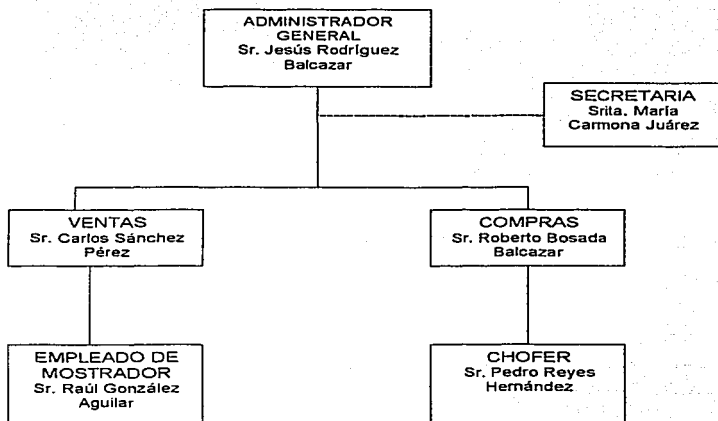 ADMINISTRADOR
GENERAL
Sr. Jesús Rodríguez
Balcazar
SECRETARIA
Srita. María
Carmona Juárez
VENTAS
Sr. Carlos Sánchez
Pérez
COMPRAS
Sr. Roberto Bosada
Balcazar
EMPLEADO DE
MOSTRADOR
Sr. Raúl González
Aguilar
CHOFER
Sr. Pedro Reyes
Hernández